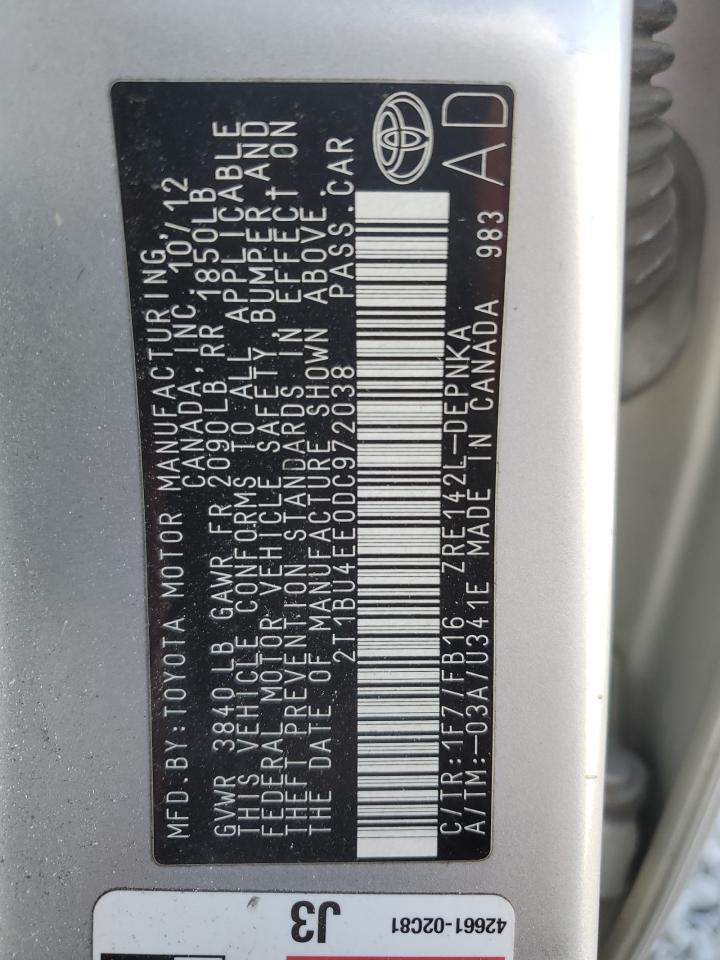 MFD.BY:TOYOTA MOTOR MANUFACTURING,
CANADA,INC. 10/12
GVWR 3840LB GAWR FR 2090LB,RR 1850LB
THIS VEHICLE CONFORMS TO ALL APPLICABLE
FEDERAL MOTOR VEHICLE SAFETY,BUMPER,AND
THEFT PREVENTION STANDARDS IN EFFECT ON
THE DATE OF MANUFACTURE SHOWN ABOVE.
2T1BU4EE0DC972038 PASS.CAR
C/TR:1F7/FB16 ZRE142L-DEPNKA
A/TM:-03A/U341E MADE IN CANADA 983
AD
J3
42661-02C81